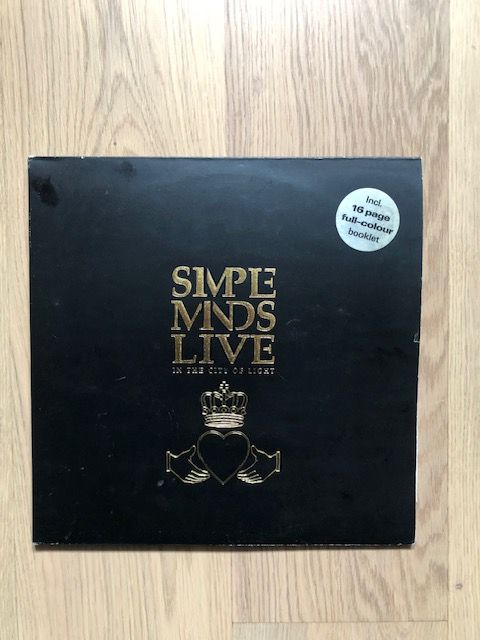 Incl.
16 page
full-colour
booklet
SIMPLE
MINDS
LIVE
IN THE CITY OF LIGHT